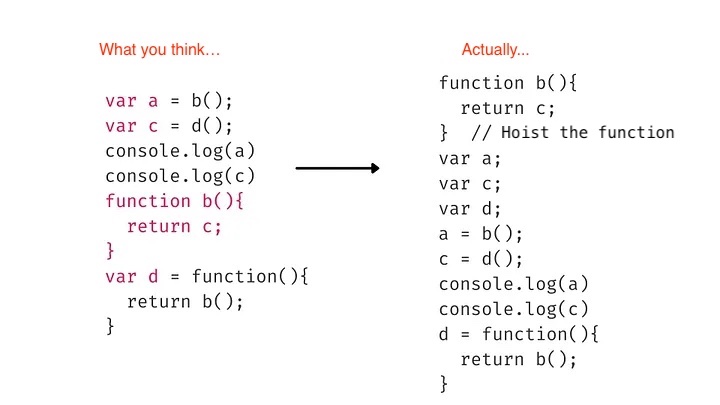 What you think…
var a = b();
var c = d();
console.log(a)
console.log(c)
function b(){
  return c;
}
var d = function(){
  return b();
}
Actually...
function b(){
  return c;
}  // Hoist the function
var a;
var c;
var d;
a = b();
c = d();
console.log(a)
console.log(c)
d = function(){
  return b();
}